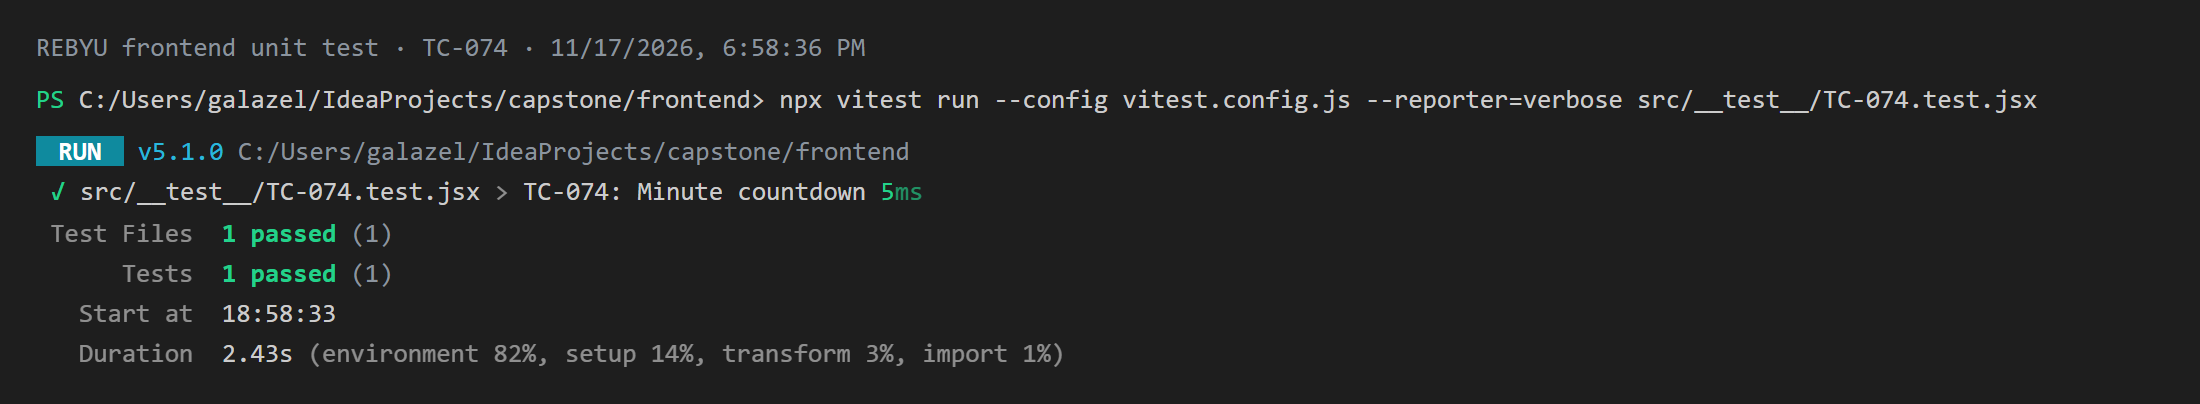 REBYU frontend unit test · TC-074 · 11/17/2026, 6:58:36 PM
PS C:/Users/galazel/IdeaProjects/capstone/frontend> npx vitest run --config vitest.config.js --reporter=verbose src/__test__/TC-074.test.jsx
RUN v5.1.0 C:/Users/galazel/IdeaProjects/capstone/frontend
√ src/__test__/TC-074.test.jsx > TC-074: Minute countdown 5ms
Test Files 1 passed (1)
Tests 1 passed (1)
Start at 18:58:33
Duration 2.43s (environment 82%, setup 14%, transform 3%, import 1%)